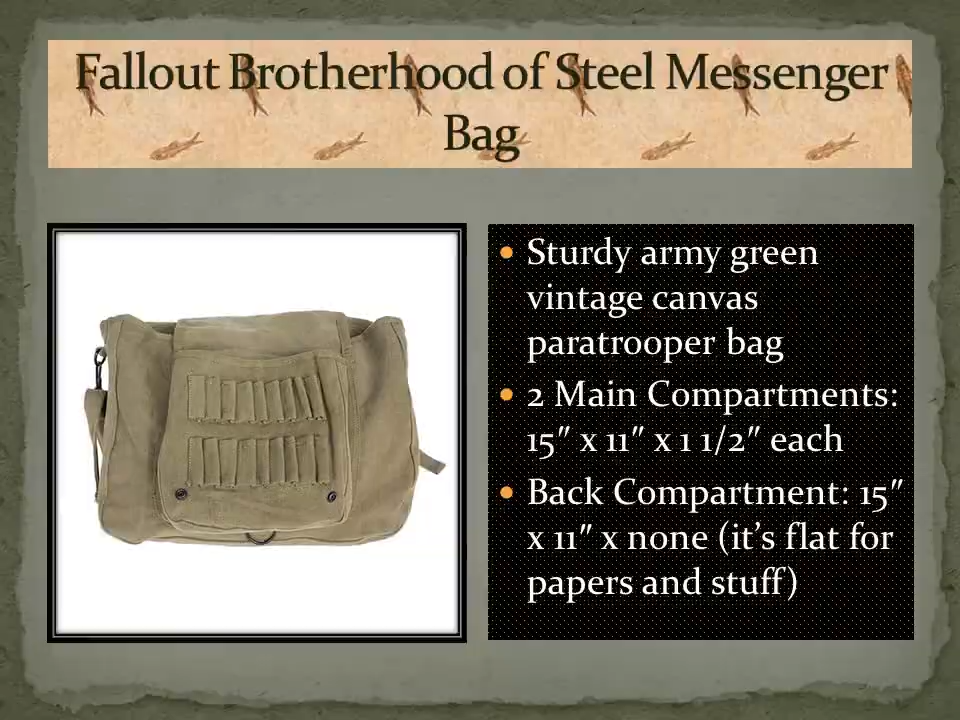 Fallout Brotherhood of Steel Messenger
Bag
• Sturdy army green
vintage canvas
paratrooper bag
• 2 Main Compartments:
15″ x 11″ x 1 1/2″ each
• Back Compartment: 15″
x 11″ x none (it’s flat for
papers and stuff)